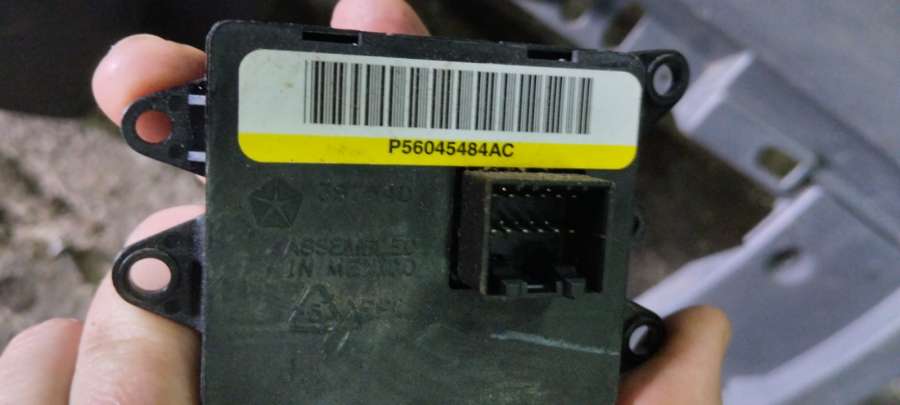 P56045484AC
ASSEMBLED
IN MEXICO